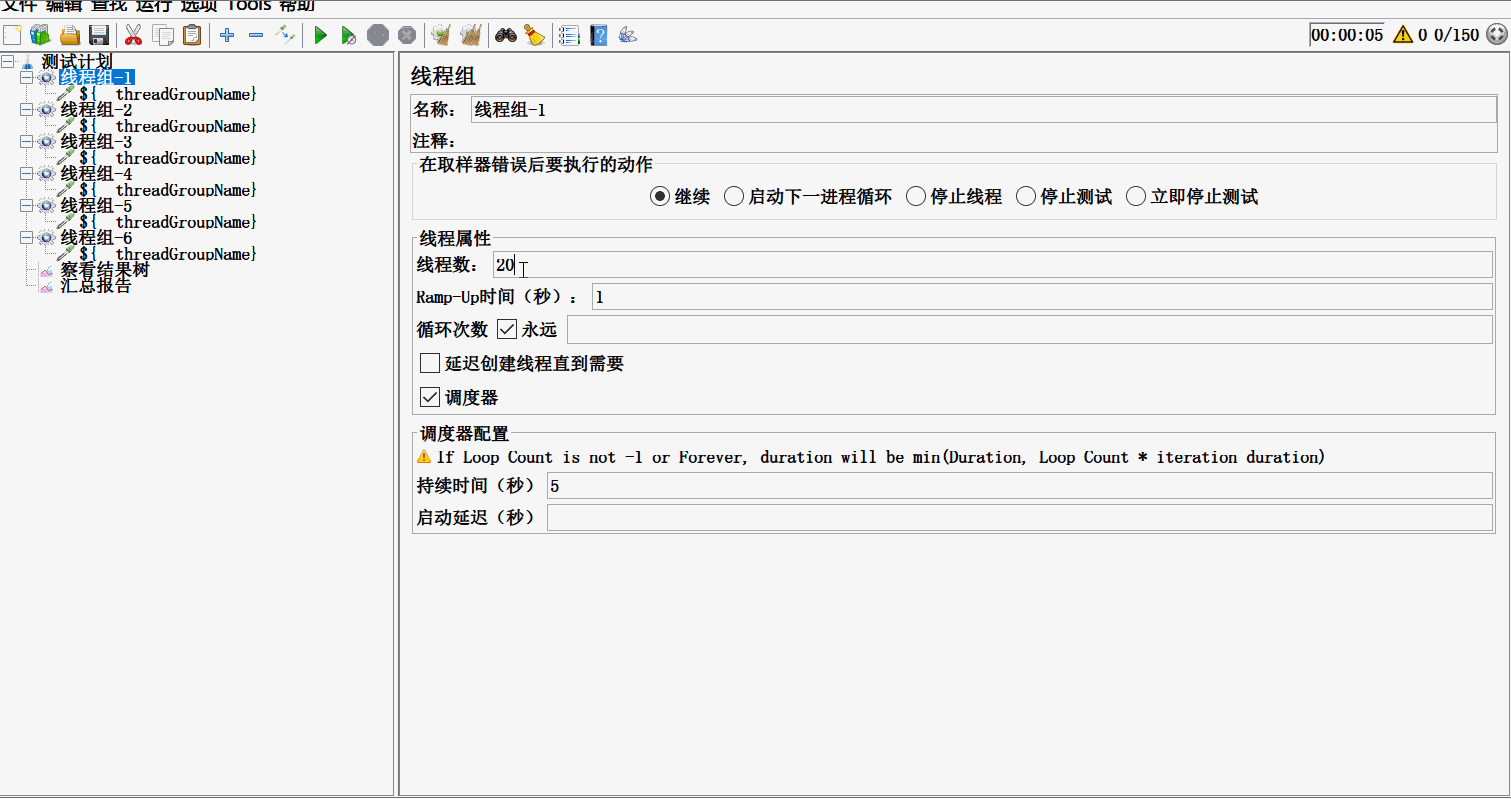 文件 编辑 查找 运行 选项 Tools 帮助
00:00:05 0 0/150
测试计划
线程组-1
${__threadGroupName}
线程组-2
${__threadGroupName}
线程组-3
${__threadGroupName}
线程组-4
${__threadGroupName}
线程组-5
${__threadGroupName}
线程组-6
${__threadGroupName}
察看结果树
汇总报告
线程组
名称： 线程组-1
注释：
在取样器错误后要执行的动作
继续 启动下一进程循环 停止线程 停止测试 立即停止测试
线程属性
线程数： 20
Ramp-Up时间（秒）： 1
循环次数 永远
延迟创建线程直到需要
调度器
调度器配置
If Loop Count is not -1 or Forever, duration will be min(Duration, Loop Count * iteration duration)
持续时间（秒） 5
启动延迟（秒）